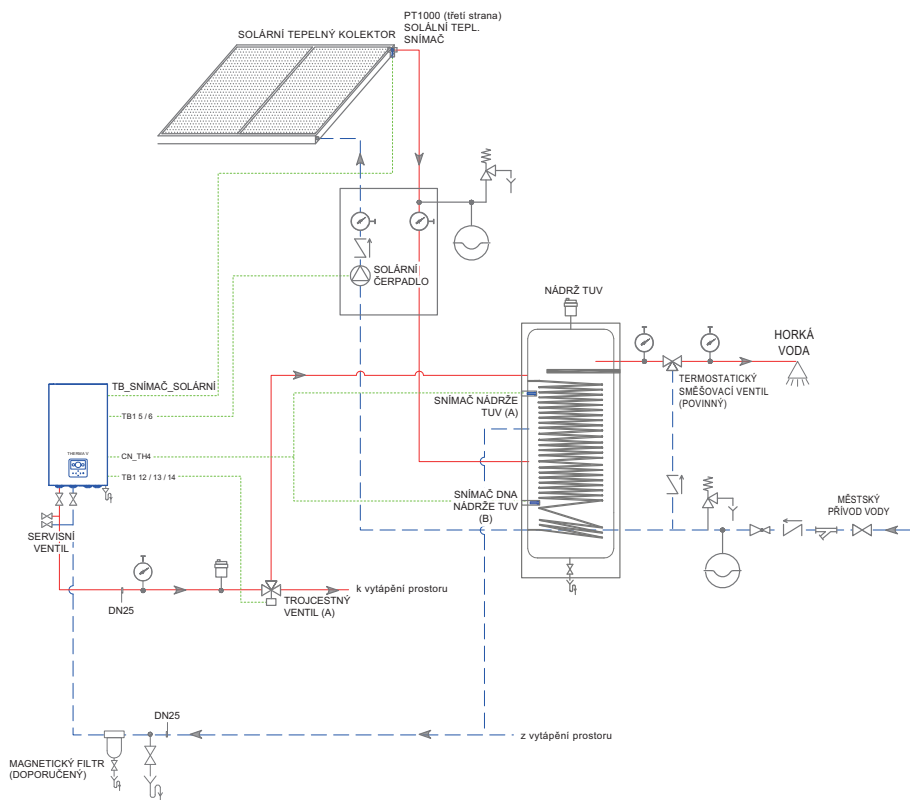 PT1000 (třetí strana)
SOLÁLNÍ TEPL.
SNÍMAČ
SOLÁRNÍ TEPELNÝ KOLEKTOR
SOLÁRNÍ
ČERPADLO
NÁDRŽ TUV
HORKÁ
VODA
TERMOSTATICKÝ
SMĚŠOVACÍ VENTIL
(POVINNÝ)
TB_SNÍMAČ_SOLÁRNÍ
TB1 5 / 6
SNÍMAČ NÁDRŽE
TUV (A)
THERMA V
CN_TH4
TB1 12 / 13 / 14
SNÍMAČ DNA
NÁDRŽE TUV
(B)
MĚSTSKÝ
PŘÍVOD VODY
SERVISNÍ
VENTIL
DN25
TROJCESTNÝ
VENTIL (A)
k vytápění prostoru
DN25
z vytápění prostoru
MAGNETICKÝ FILTR
(DOPORUČENÝ)